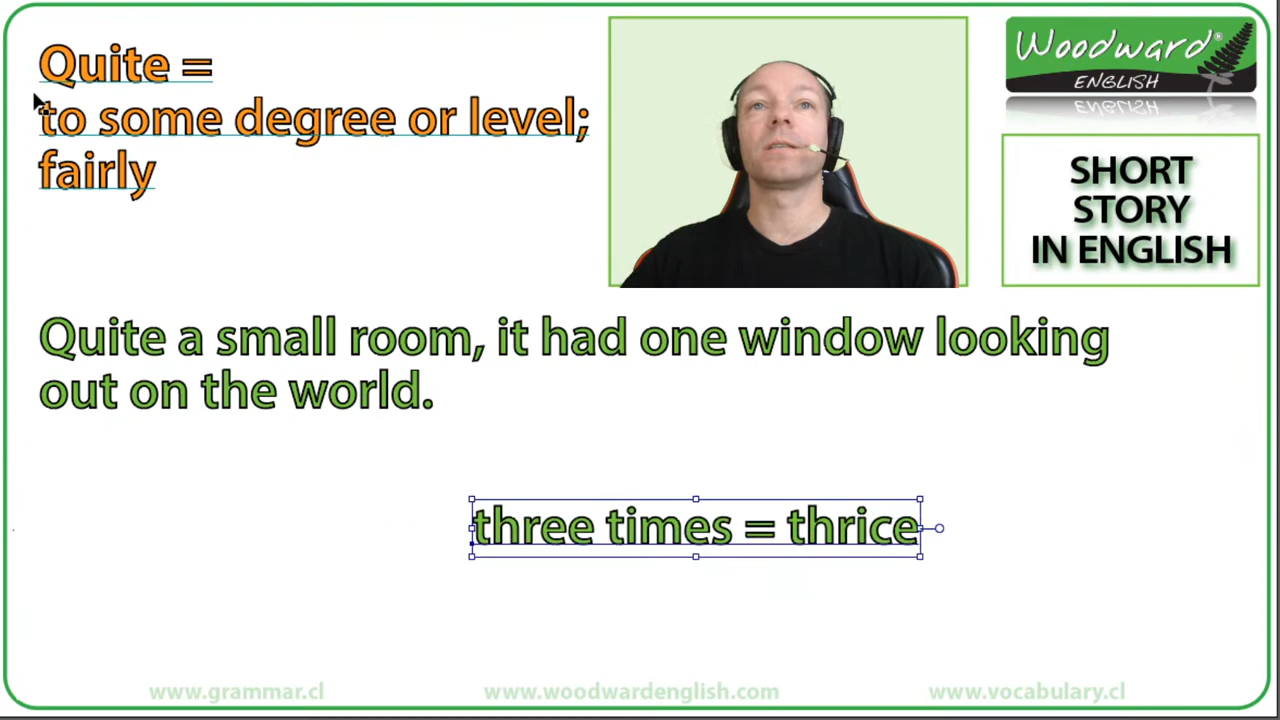 Quite =
to some degree or level;
fairly
Woodward®
ENGLISH
SHORT
STORY
IN ENGLISH
Quite a small room, it had one window looking
out on the world.
three times = thrice
www.grammar.cl
www.woodwardenglish.com
www.vocabulary.cl